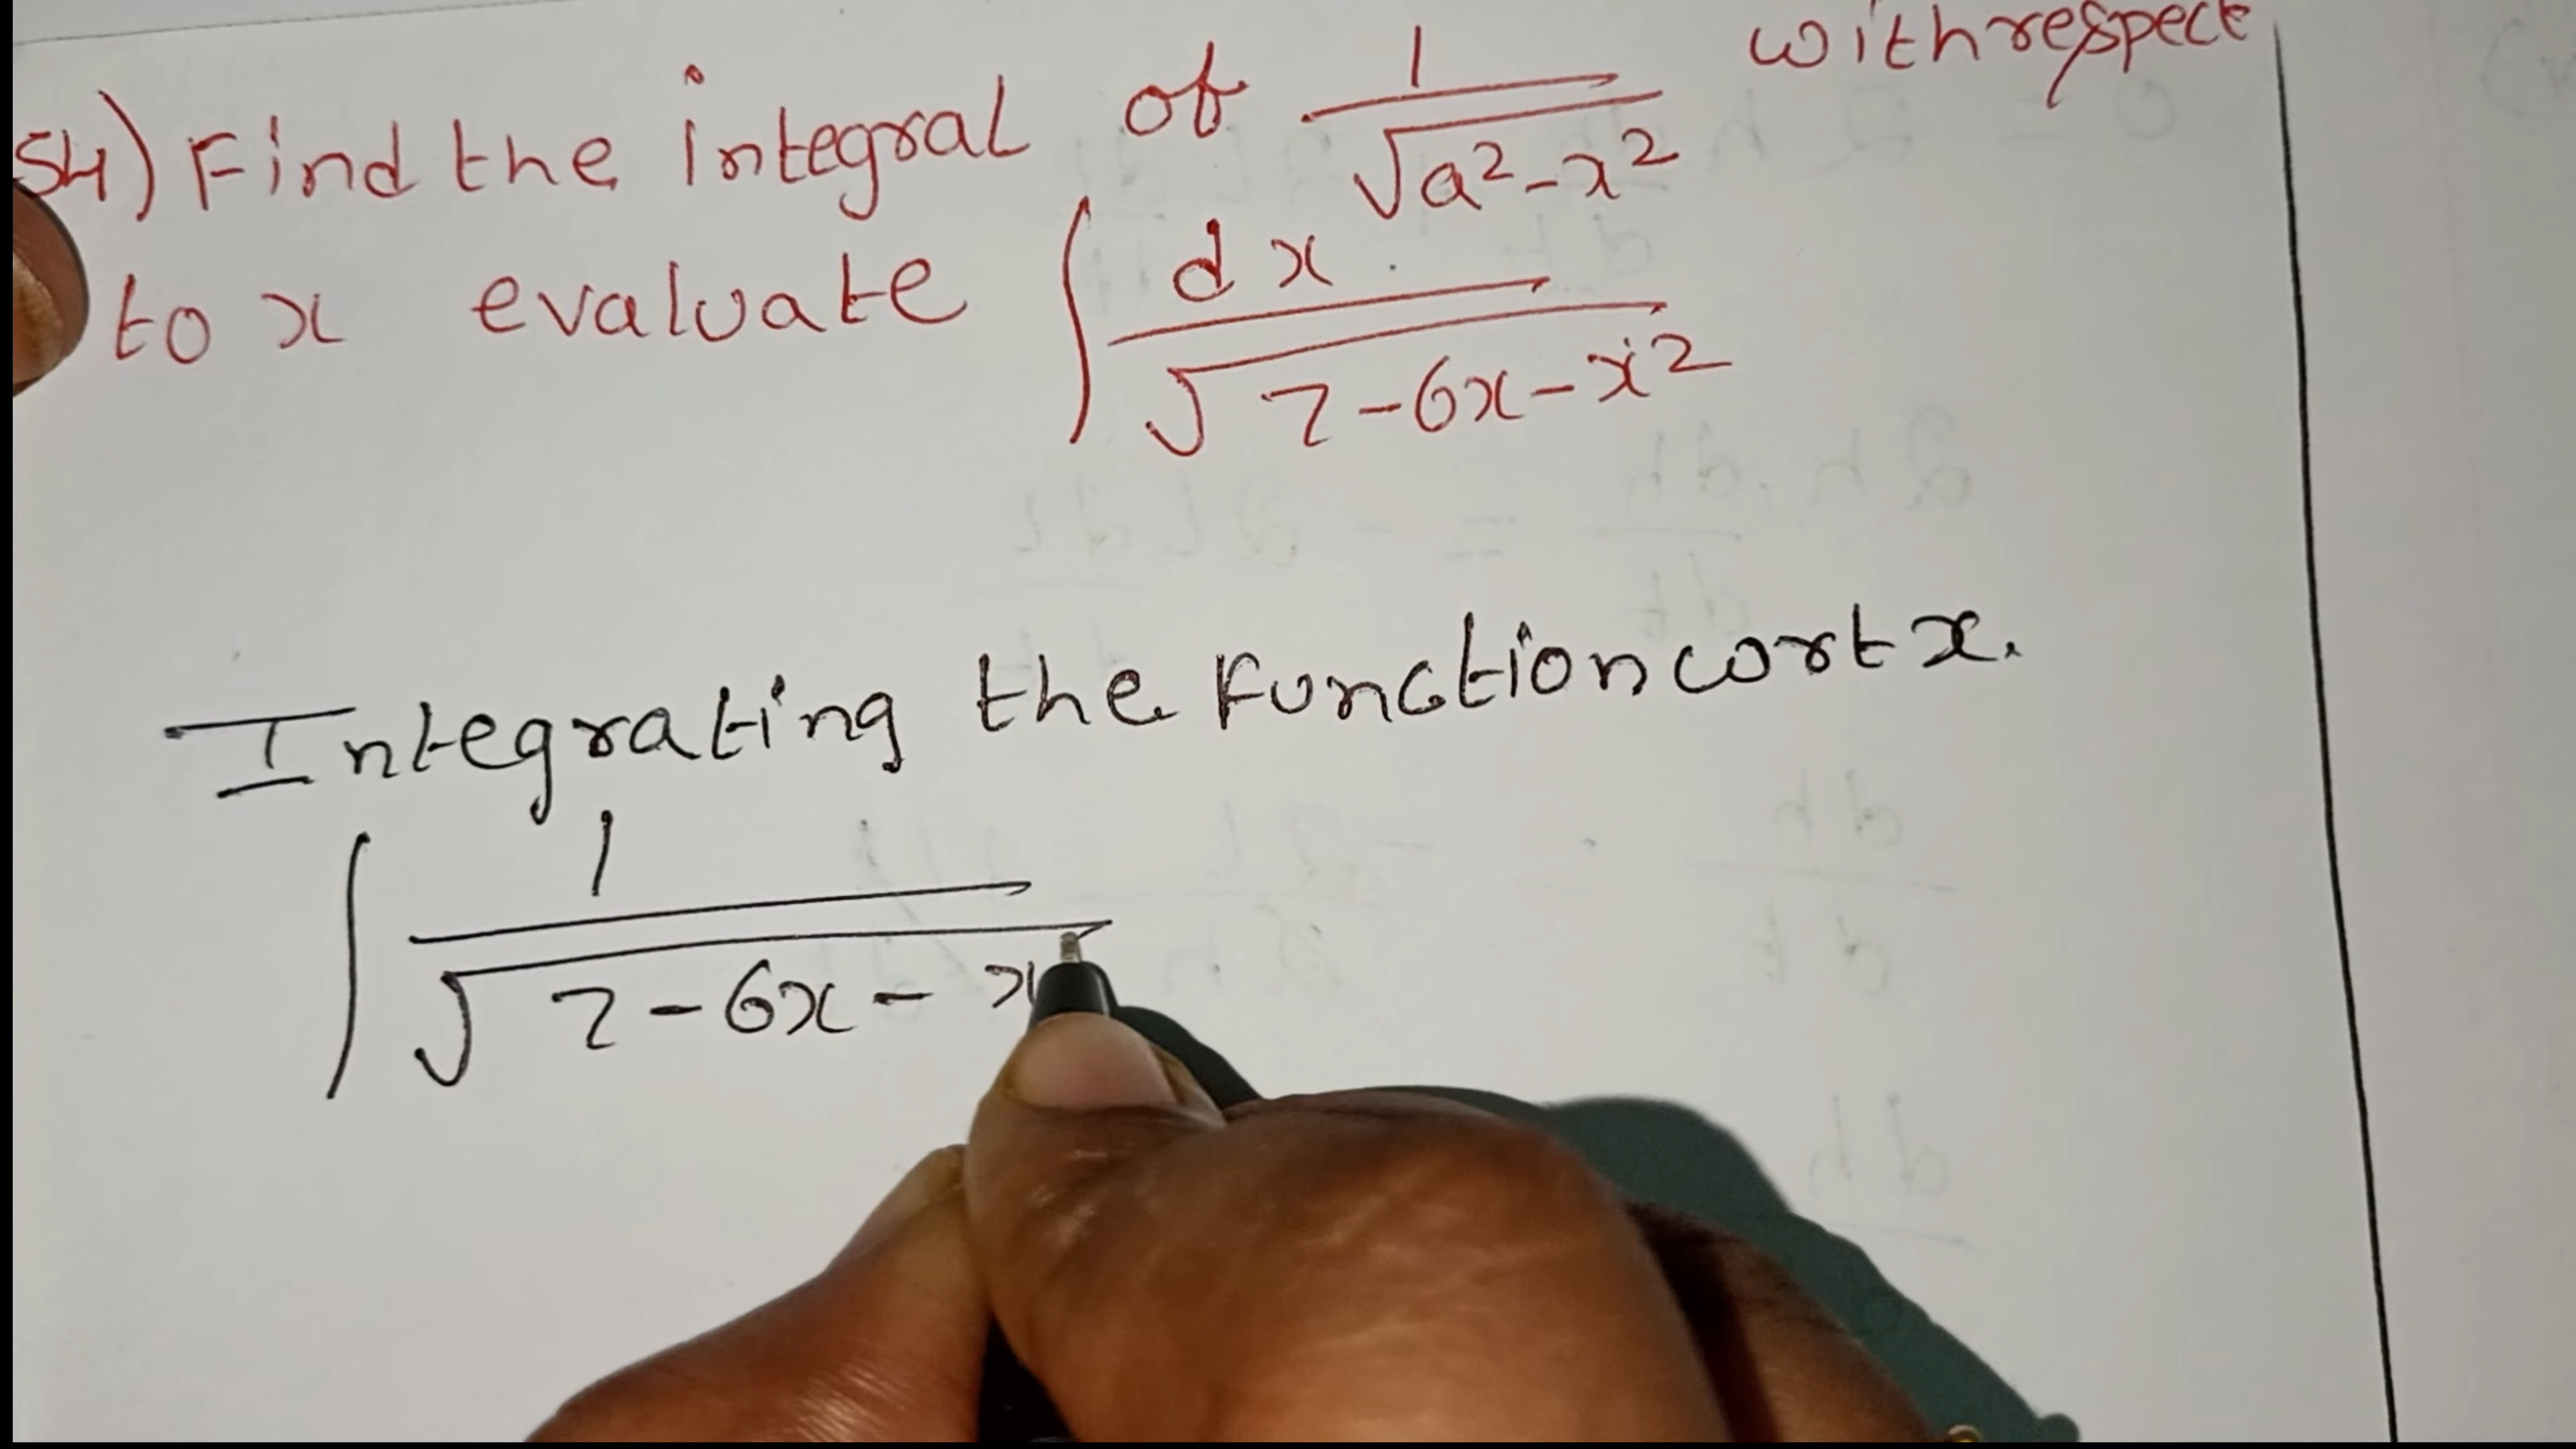 54) Find the integral of 1/√(a²-x²) with respect
to x evaluate ∫ dx/√(7-6x-x²)
Integrating the function wrt x.
∫ 1/√(7-6x-x